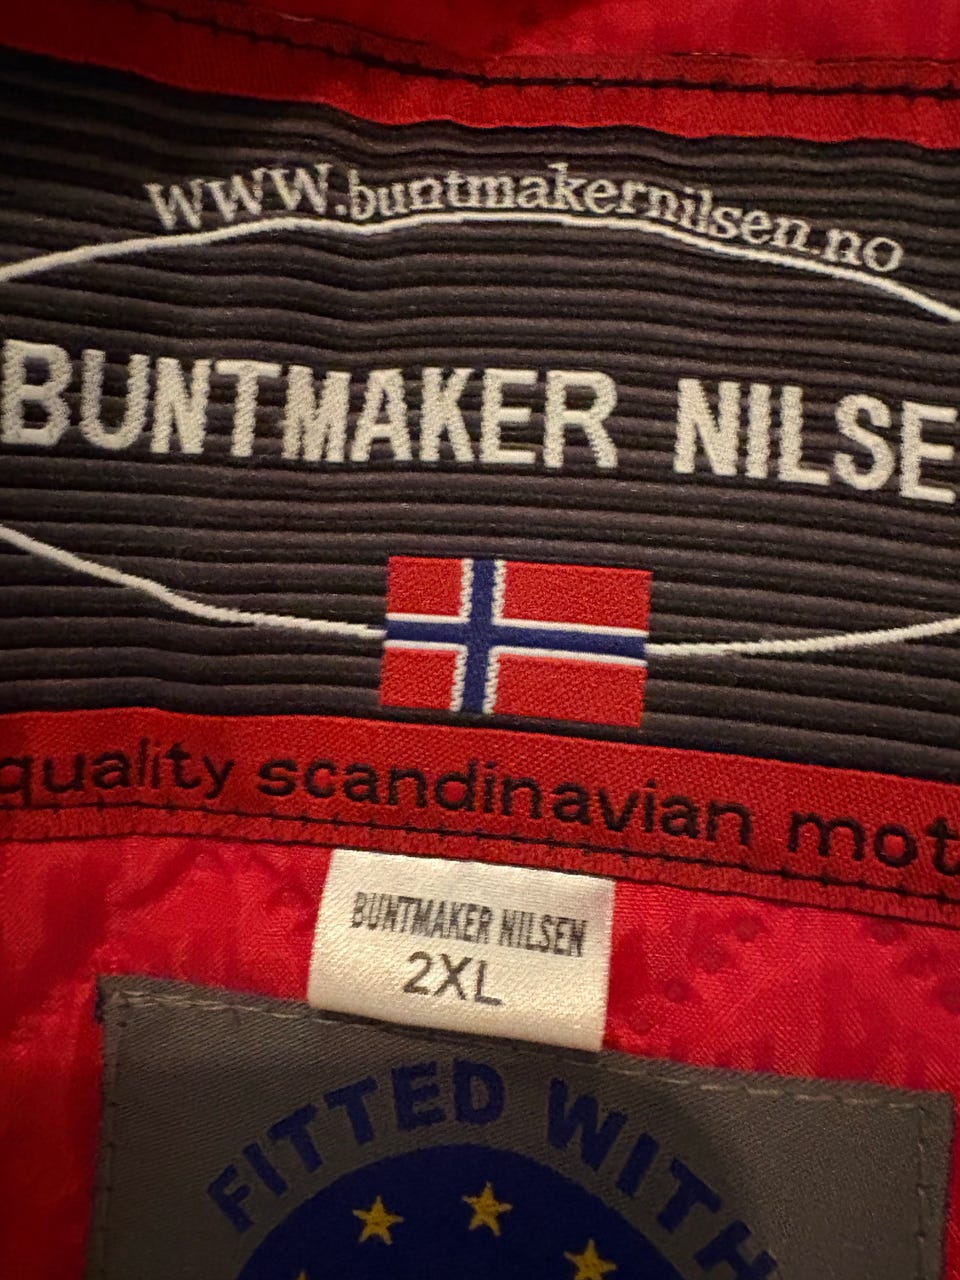 www.buntmakernilsen.no
BUNTMAKER NILSE
quality scandinavian mot
BUNTMAKER NILSEN
2XL
FITTED WITH